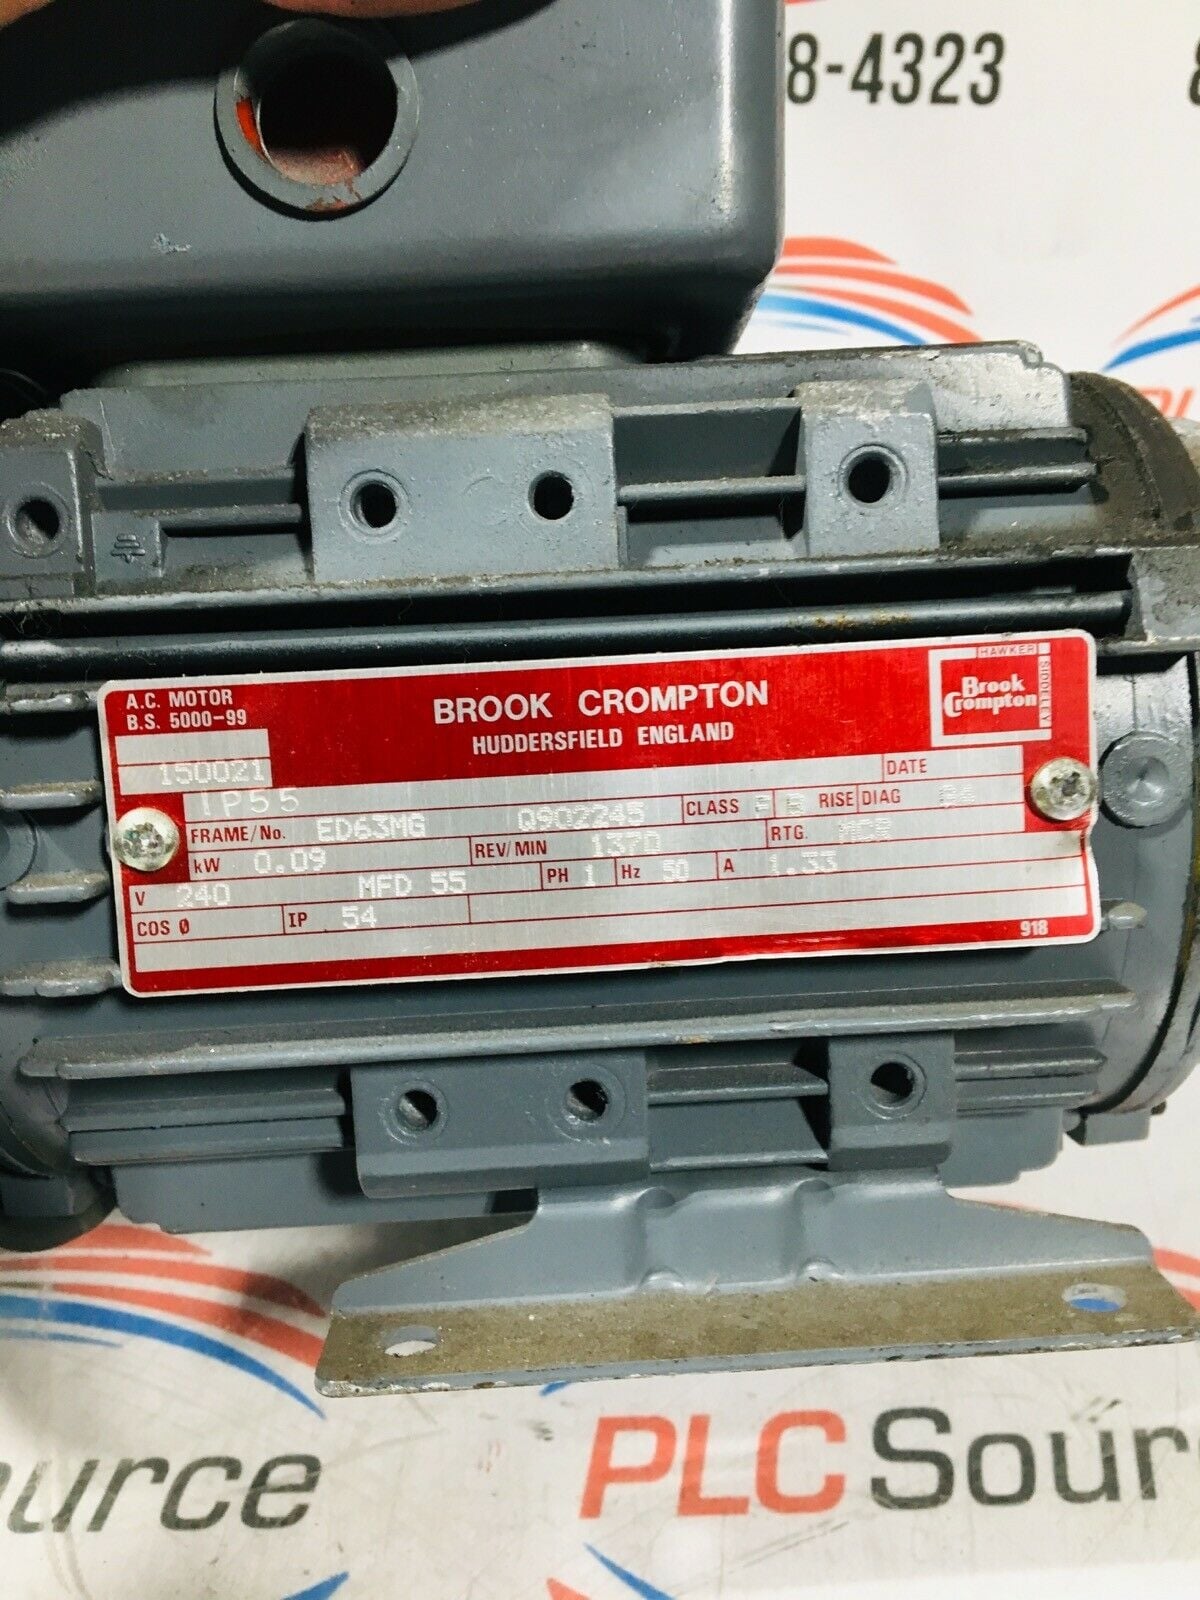 8-4323
A.C. MOTOR
B.S. 5000-99
BROOK CROMPTON
HUDDERSFIELD ENGLAND
HAWKER
SIDDELEY
Brook
Crompton
150021
IP55
DATE
FRAME/No. ED63MG Q902245 CLASS RISE DIAG
kW 0.09 REV/MIN 1370 RTG. MCR
V 240 MFD 55 PH 1 Hz 50 A 1.33
COS Ø IP 54
918
ource PLC Sour